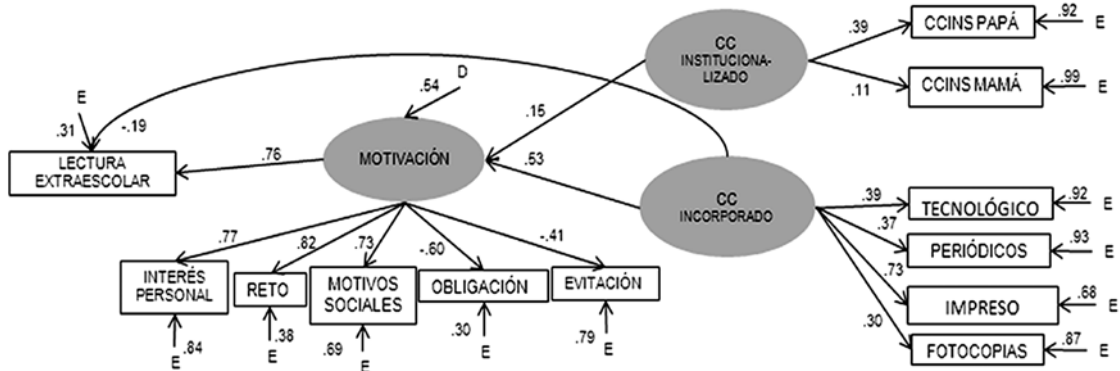 CC
INSTITUCIONA-
LIZADO
.39
CCINS PAPÁ
.92
E
.11
CCINS MAMÁ
.99
E
D
.54
.15
E
.31
-.19
LECTURA
EXTRAESCOLAR
.76
MOTIVACIÓN
.53
CC
INCORPORADO
.39
TECNOLÓGICO
.92
E
.37
PERIÓDICOS
.93
E
.73
IMPRESO
.68
E
.30
FOTOCOPIAS
.87
E
.77
.82
.73
-.60
-.41
INTERÉS
PERSONAL
RETO
MOTIVOS
SOCIALES
OBLIGACIÓN
EVITACIÓN
.84
E
.38
E
.69
E
.30
E
.79
E